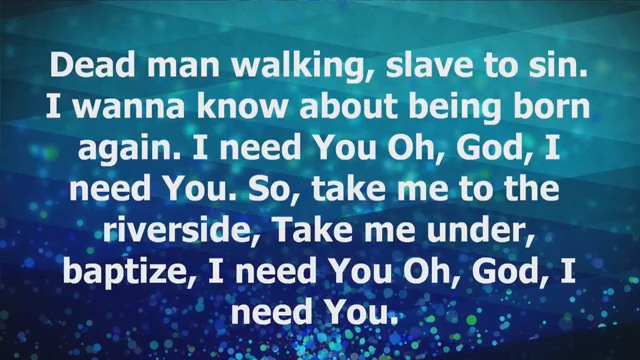 Dead man walking, slave to sin.
I wanna know about being born
again. I need You Oh, God, I
need You. So, take me to the
riverside, Take me under,
baptize, I need You Oh, God, I
need You.